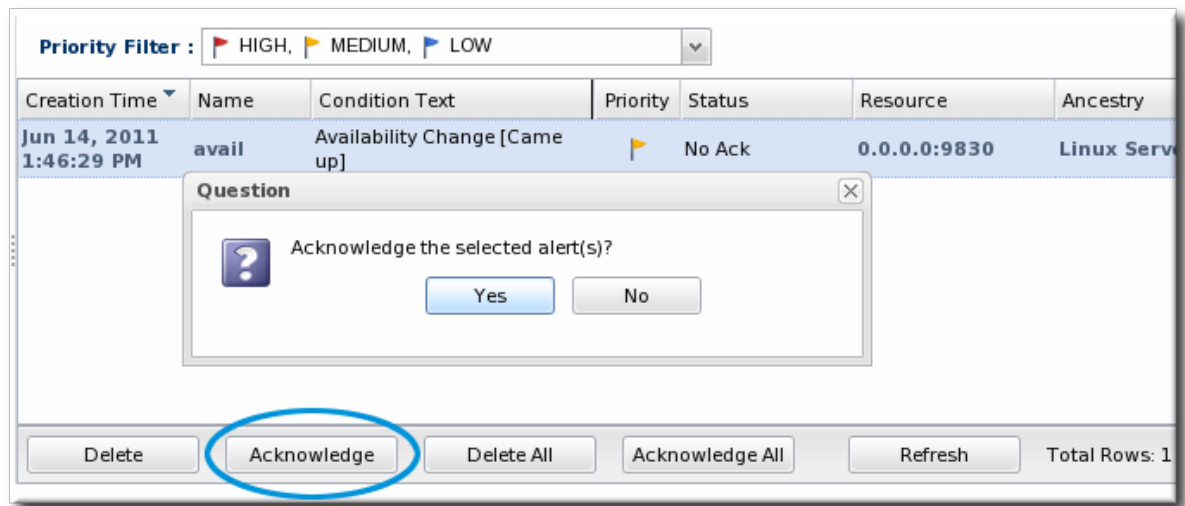 Priority Filter : HIGH, MEDIUM, LOW
Creation Time Name Condition Text Priority Status Resource Ancestry
Jun 14, 2011
1:46:29 PM
avail
Availability Change [Came
up]
No Ack
0.0.0.0:9830
Linux
Question
Acknowledge the selected alert(s)?
Yes No
Delete Acknowledge Delete All Acknowledge All Refresh Total Rows: 1